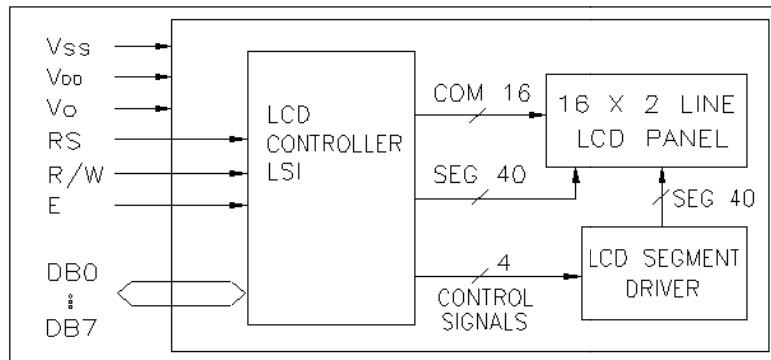 Vss
VDD
Vo
RS
R/W
E
DB0
DB7
LCD
CONTROLLER
LSI
COM 16
SEG 40
4
CONTROL
SIGNALS
16 X 2 LINE
LCD PANEL
SEG 40
LCD SEGMENT
DRIVER